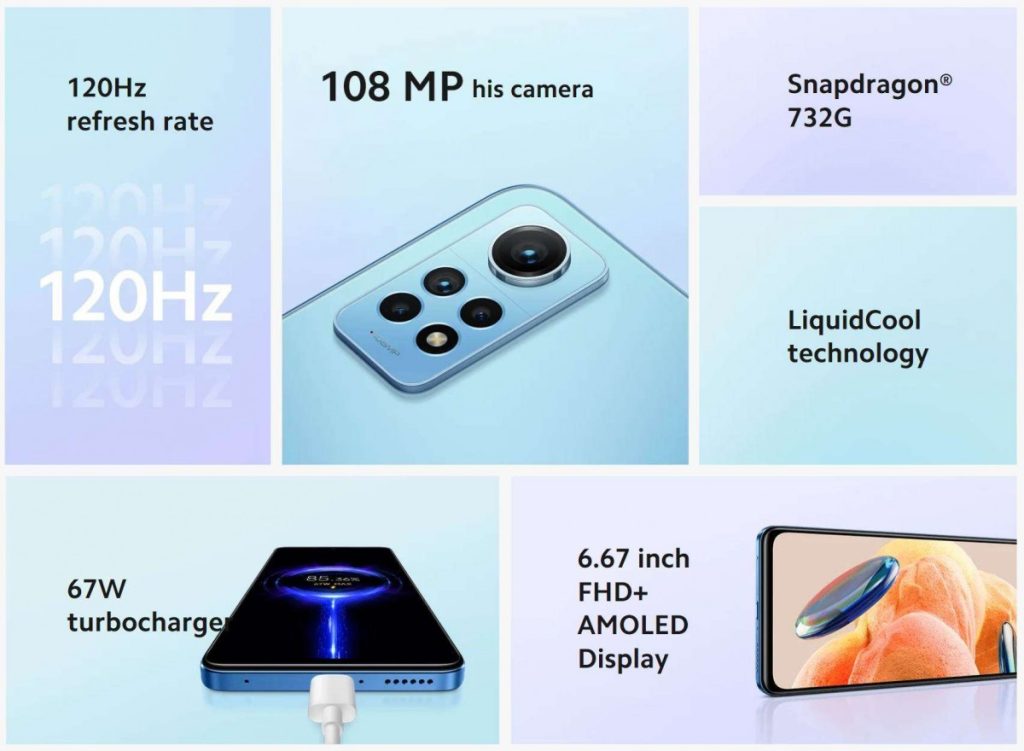 120Hz
refresh rate
120Hz
120Hz
120Hz
120Hz
120Hz
108 MP his camera
Snapdragon®
732G
LiquidCool
technology
67W
turbocharger
85.36%
67W MAX
6.67 inch
FHD+
AMOLED
Display